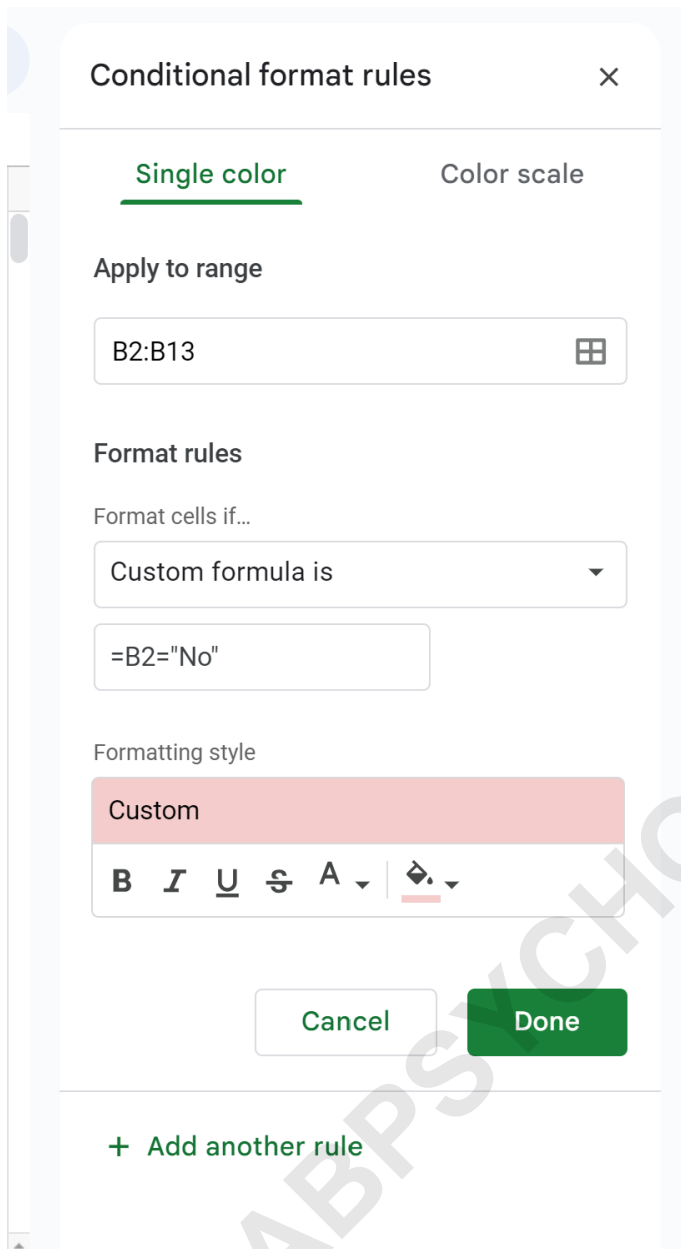 Conditional format rules
Single color
Color scale
Apply to range
B2:B13
Format rules
Format cells if...
Custom formula is
=B2="No"
Formatting style
Custom
B I U S A
Cancel
Done
+ Add another rule